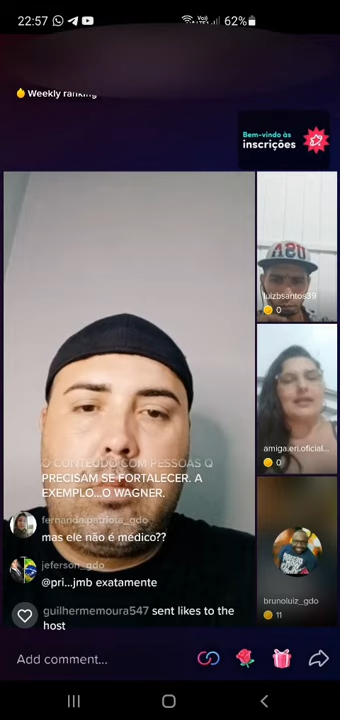 22:57
62%
Weekly ranking
Bem-vindo às
inscrições
USA
luizbsantos39
0
amiga.eri.oficial...
0
O CONTEÚDO COM PESSOAS Q
PRECISAM SE FORTALECER. A
EXEMPLO...O WAGNER.
fernanda.patriota_gdo
mas ele não é médico??
jeferson_gdo
@pri...jmb exatamente
guilhermemoura547 sent likes to the
host
brunoluiz_gdo
11
Add comment...